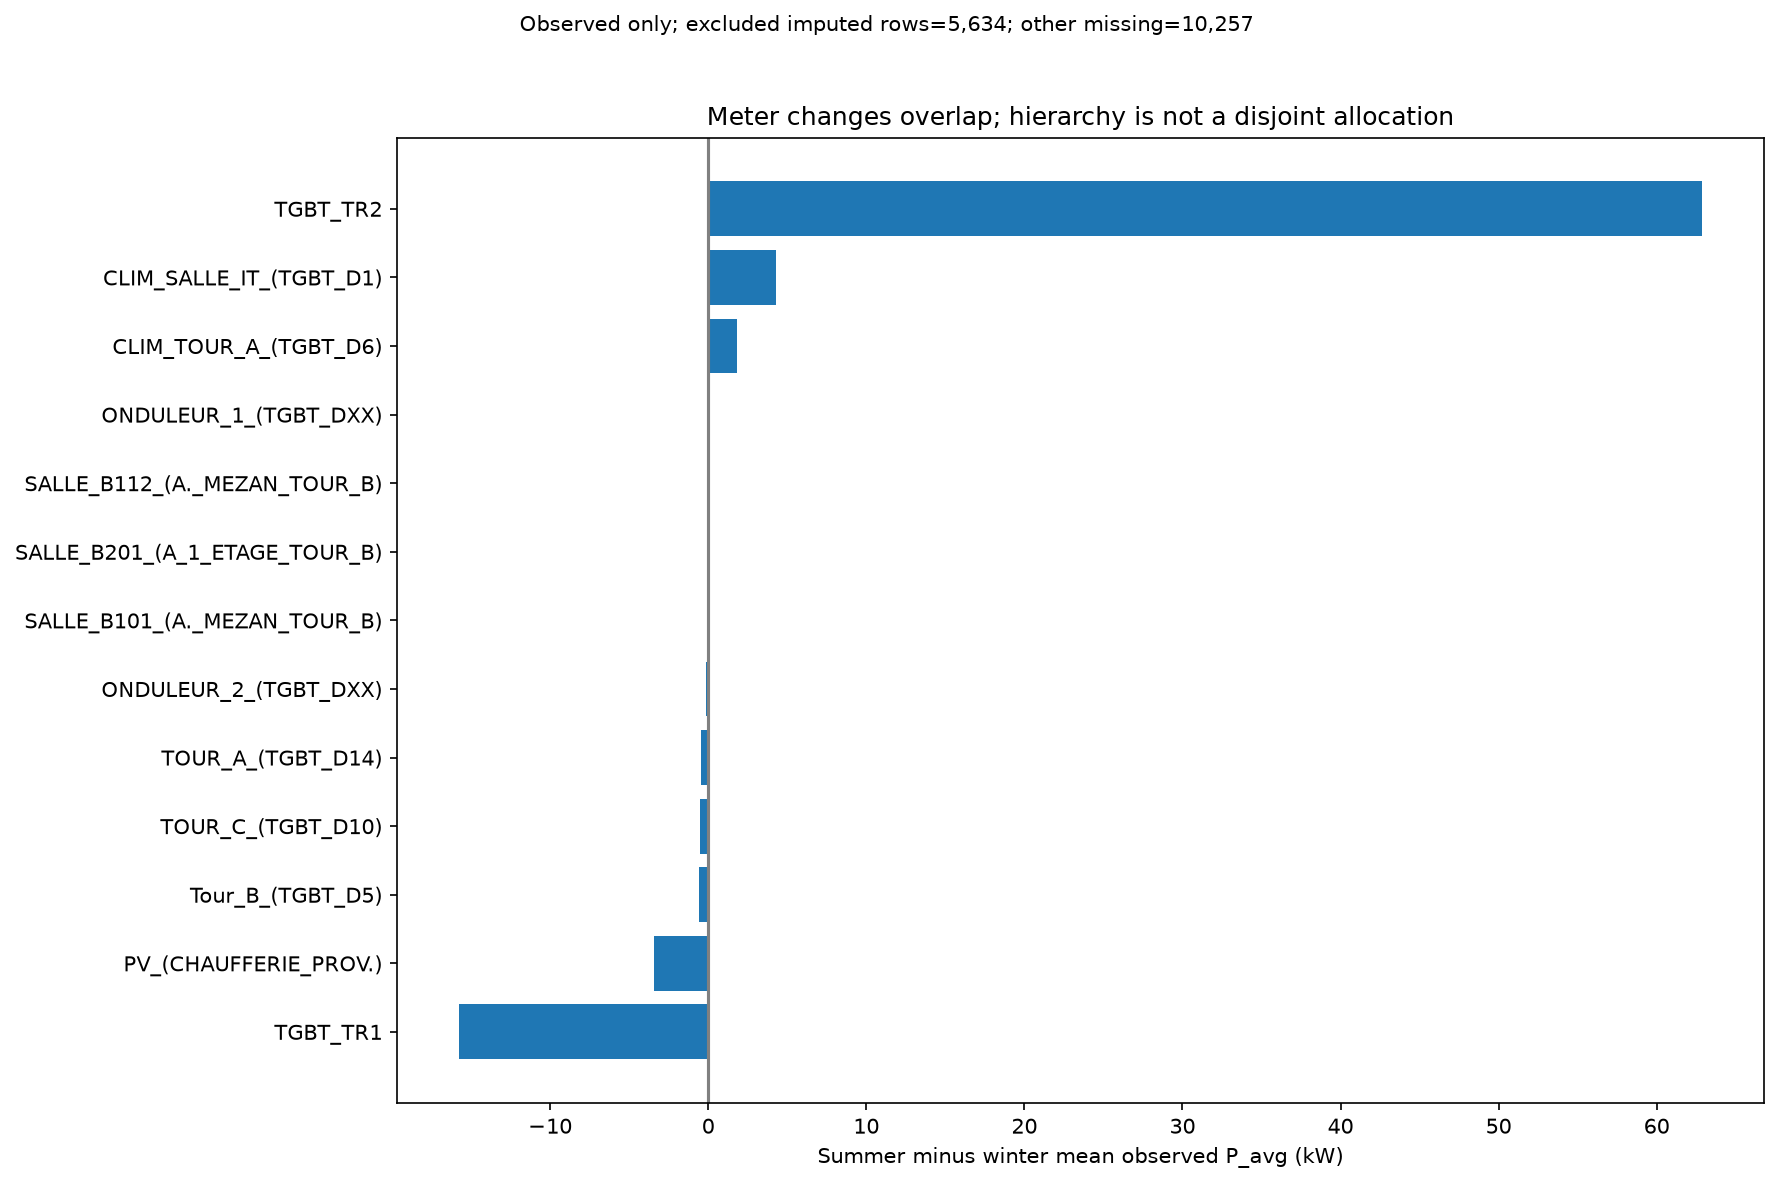 Observed only; excluded imputed rows=5,634; other missing=10,257
Meter changes overlap; hierarchy is not a disjoint allocation
TGBT_TR2
CLIM_SALLE_IT_(TGBT_D1)
CLIM_TOUR_A_(TGBT_D6)
ONDULEUR_1_(TGBT_DXX)
SALLE_B112_(A._MEZAN_TOUR_B)
SALLE_B201_(A_1_ETAGE_TOUR_B)
SALLE_B101_(A._MEZAN_TOUR_B)
ONDULEUR_2_(TGBT_DXX)
TOUR_A_(TGBT_D14)
TOUR_C_(TGBT_D10)
Tour_B_(TGBT_D5)
PV_(CHAUFFERIE_PROV.)
TGBT_TR1
−10 0 10 20 30 40 50 60
Summer minus winter mean observed P_avg (kW)